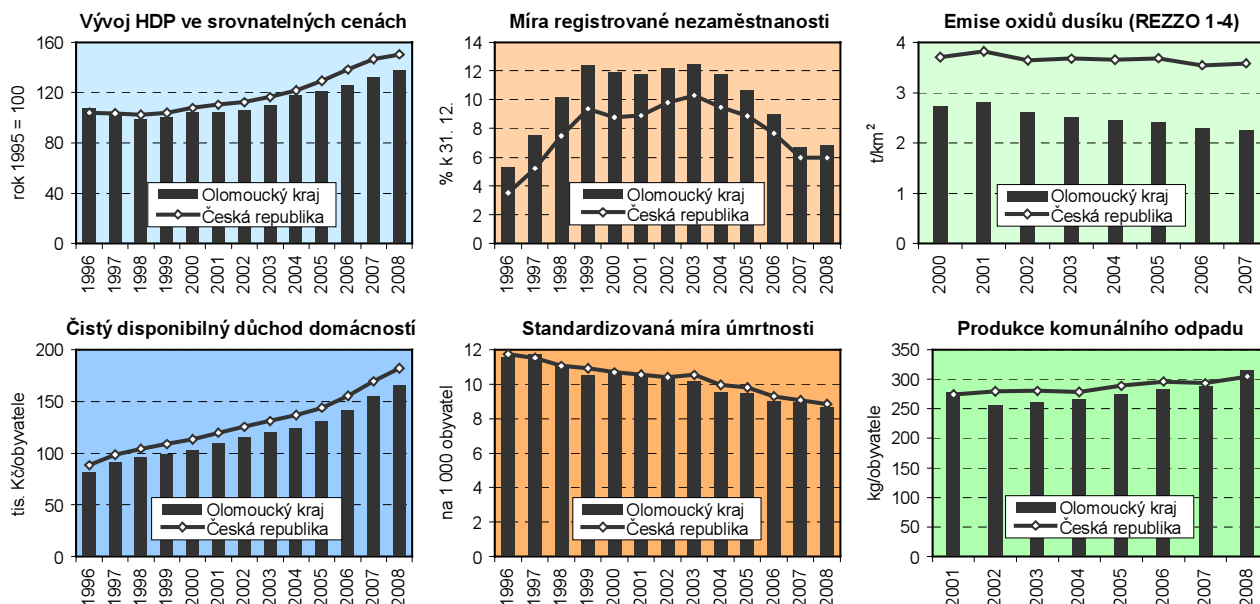 Vývoj HDP ve srovnatelných cenách
rok 1995 = 100
160
120
80
40
0
Olomoucký kraj
Česká republika
1996 1997 1998 1999 2000 2001 2002 2003 2004 2005 2006 2007 2008
Míra registrované nezaměstnanosti
% k 31. 12.
14
12
10
8
6
4
2
0
Olomoucký kraj
Česká republika
1996 1997 1998 1999 2000 2001 2002 2003 2004 2005 2006 2007 2008
Emise oxidů dusíku (REZZO 1-4)
t/km²
4
3
2
1
0
Olomoucký kraj
Česká republika
2000 2001 2002 2003 2004 2005 2006 2007
Čistý disponibilný důchod domácností
tis. Kč/obyvatele
200
150
100
50
0
Olomoucký kraj
Česká republika
1996 1997 1998 1999 2000 2001 2002 2003 2004 2005 2006 2007 2008
Standardizovaná míra úmrtnosti
na 1 000 obyvatel
12
10
8
6
4
2
0
Olomoucký kraj
Česká republika
1996 1997 1998 1999 2000 2001 2002 2003 2004 2005 2006 2007 2008
Produkce komunálního odpadu
kg/obyvatele
350
300
250
200
150
100
50
0
Olomoucký kraj
Česká republika
2001 2002 2003 2004 2005 2006 2007 2008